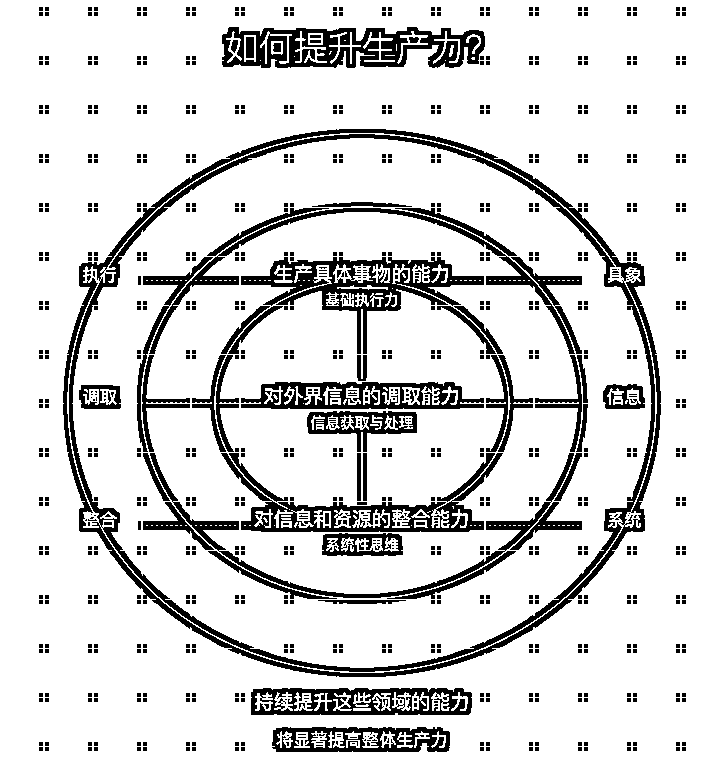 如何提升生产力?
执行
生产具体事物的能力
具象
基础执行力
调取
对外界信息的调取能力
信息
信息获取与处理
整合
对信息和资源的整合能力
系统
系统性思维
持续提升这些领域的能力
将显著提高整体生产力